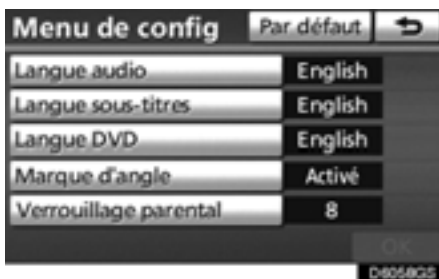 Menu de config Par défaut
Langue audio English
Langue sous-titres English
Langue DVD English
Marque d'angle Activé
Verrouillage parental 8
OK